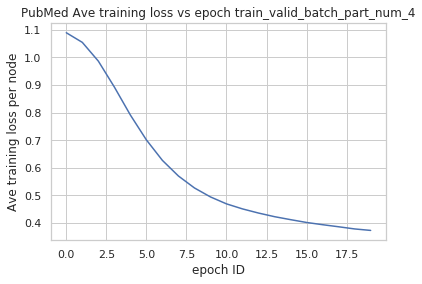 PubMed Ave training loss vs epoch train_valid_batch_part_num_4
1.1
1.0
0.9
0.8
0.7
0.6
0.5
0.4
Ave training loss per node
0.0 2.5 5.0 7.5 10.0 12.5 15.0 17.5
epoch ID